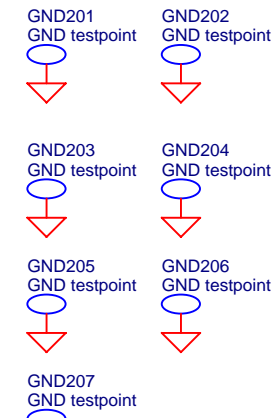 GND201
GND testpoint
GND202
GND testpoint
GND203
GND testpoint
GND204
GND testpoint
GND205
GND testpoint
GND206
GND testpoint
GND207
GND testpoint